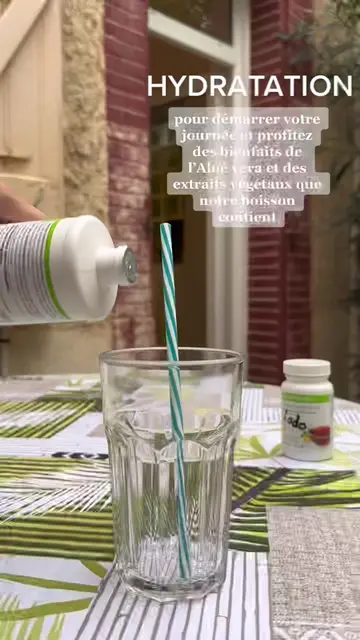 HYDRATATION
pour démarrer votre
journée et profitez
des bienfaits de
l'Aloé vera et des
extraits végétaux que
notre boisson
contient